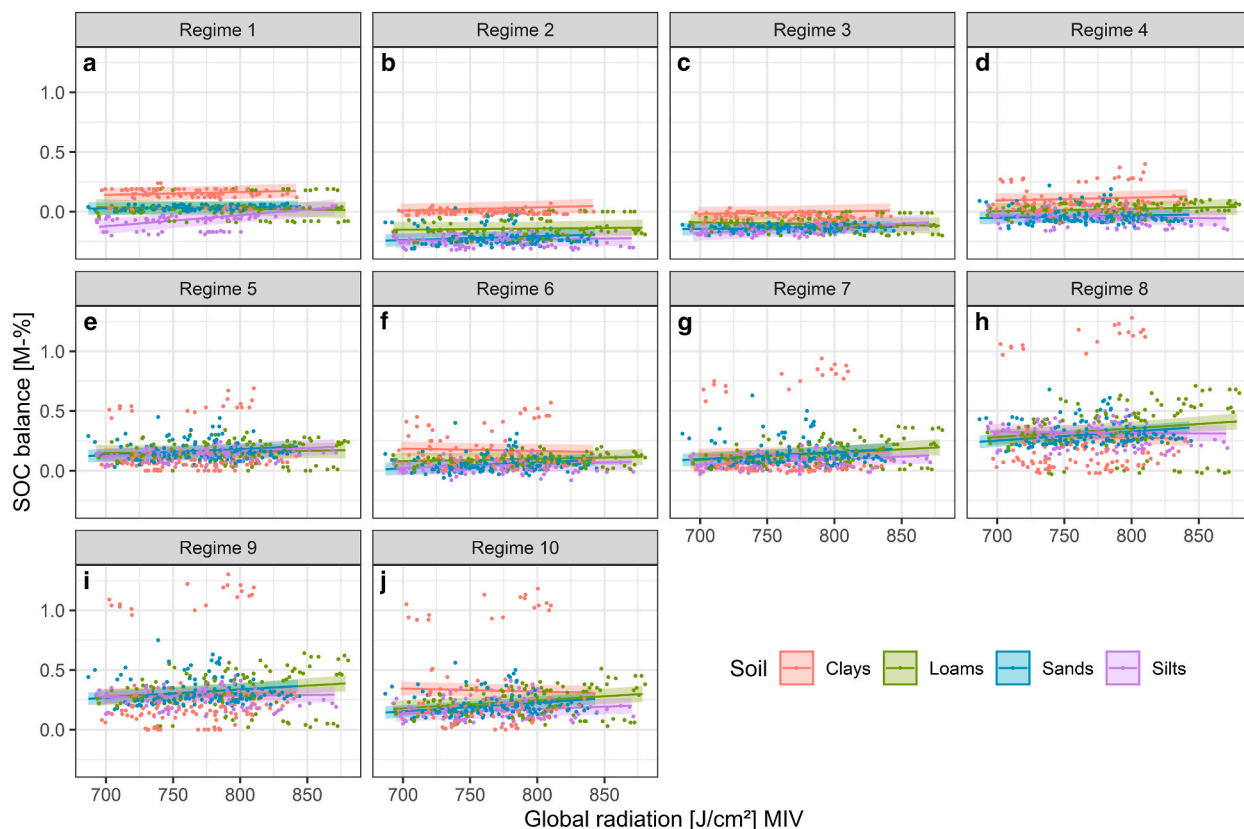 Regime 1 Regime 2 Regime 3 Regime 4
a b c d
1.0
0.5
0.0
Regime 5 Regime 6 Regime 7 Regime 8
e f g h
1.0
0.5
0.0
SOC balance [M-%]
700 750 800 850 700 750 800 850
Regime 9 Regime 10
i j
1.0
0.5
0.0
Soil Clays Loams Sands Silts
700 750 800 850 700 750 800 850
Global radiation [J/cm²] MIV